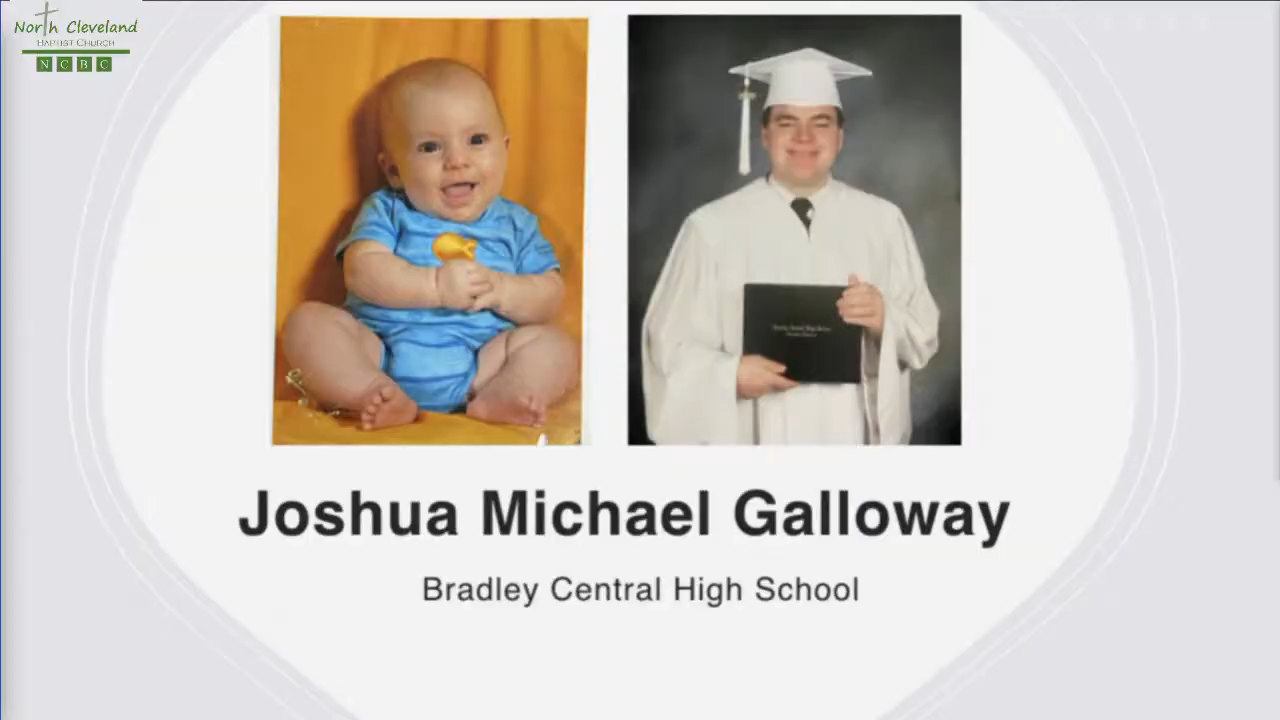 North Cleveland
Baptist Church
N C B C
Joshua Michael Galloway
Bradley Central High School